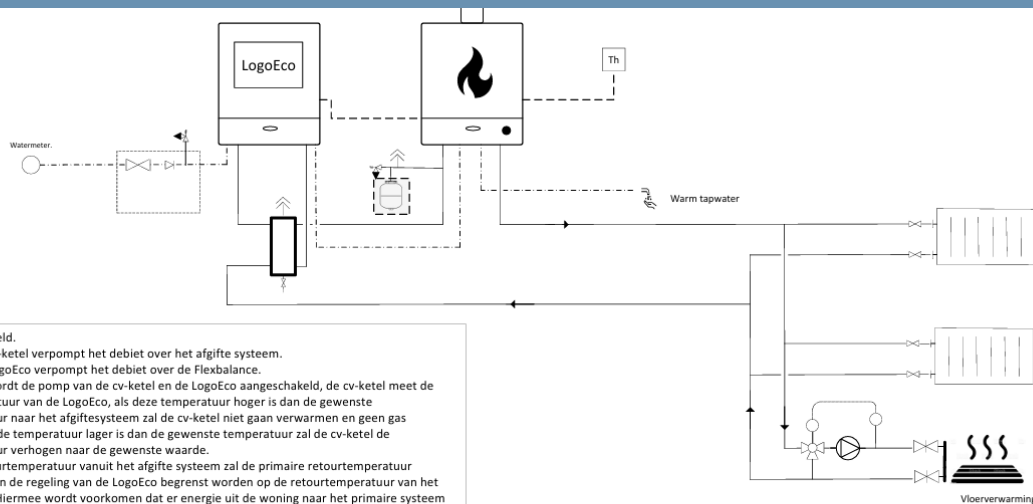 LogoEco
Th
Watermeter.
Warm tapwater
eld.
-ketel verpompt het debiet over het afgifte systeem.
goEco verpompt het debiet over de Flexbalance.
ordt de pomp van de cv-ketel en de LogoEco aangeschakeld, de cv-ketel meet de
tuur van de LogoEco, als deze temperatuur hoger is dan de gewenste
ur naar het afgiftesysteem zal de cv-ketel niet gaan verwarmen en geen gas
de temperatuur lager is dan de gewenste temperatuur zal de cv-ketel de
ur verhogen naar de gewenste waarde.
urtemperatuur vanuit het afgifte systeem zal de primaire retourtemperatuur
n de regeling van de LogoEco begrenst worden op de retourtemperatuur van het
Hiermee wordt voorkomen dat er energie uit de woning naar het primaire systeem
Vloerverwarming